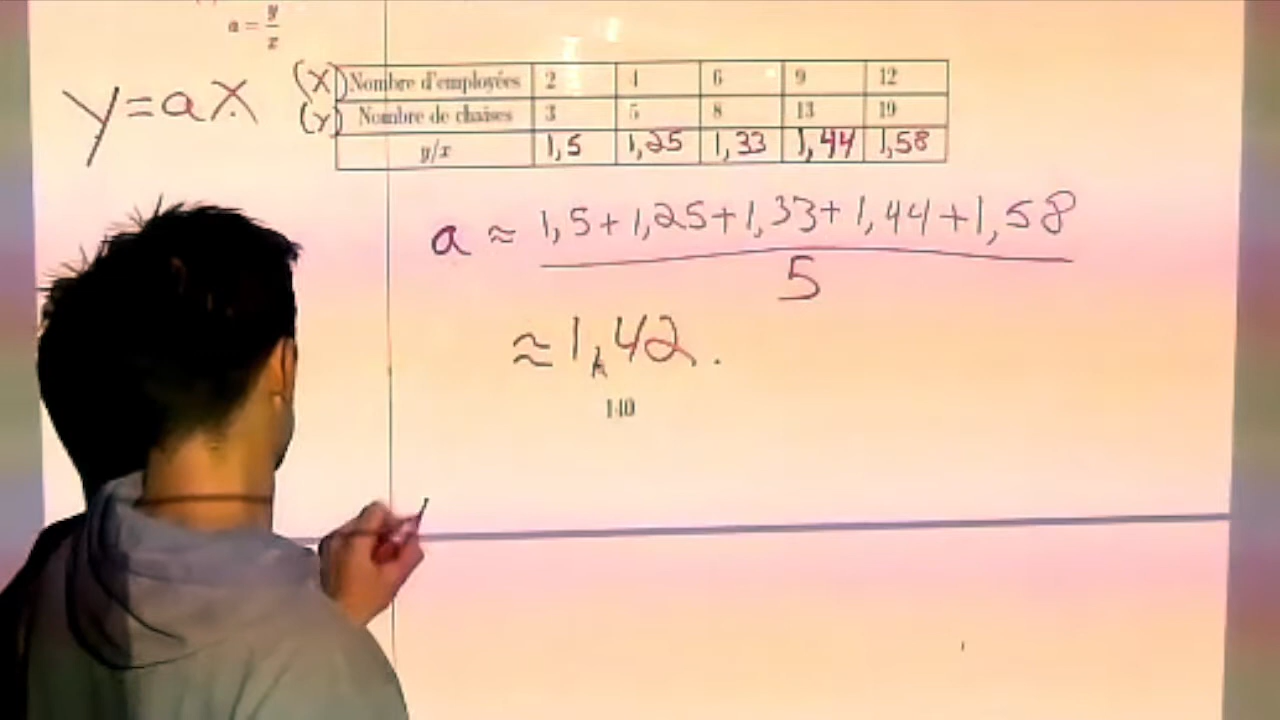 a = y/x
y=ax
(x) Nombre d'employées 2 4 6 9 12
(y) Nombre de chaises 3 5 8 13 19
y/x 1,5 1,25 1,33 1,44 1,58
a ≈ 1,5+1,25+1,33+1,44+1,58
5
≈ 1,42.
140